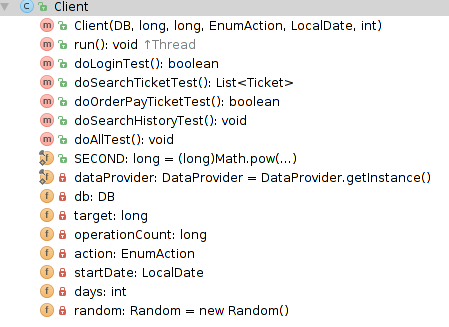 Client
Client(DB, long, long, EnumAction, LocalDate, int)
run(): void ↑Thread
doLoginTest(): boolean
doSearchTicketTest(): List<Ticket>
doOrderPayTicketTest(): boolean
doSearchHistoryTest(): void
doAllTest(): void
SECOND: long = (long)Math.pow(...)
dataProvider: DataProvider = DataProvider.getInstance()
db: DB
target: long
operationCount: long
action: EnumAction
startDate: LocalDate
days: int
random: Random = new Random()